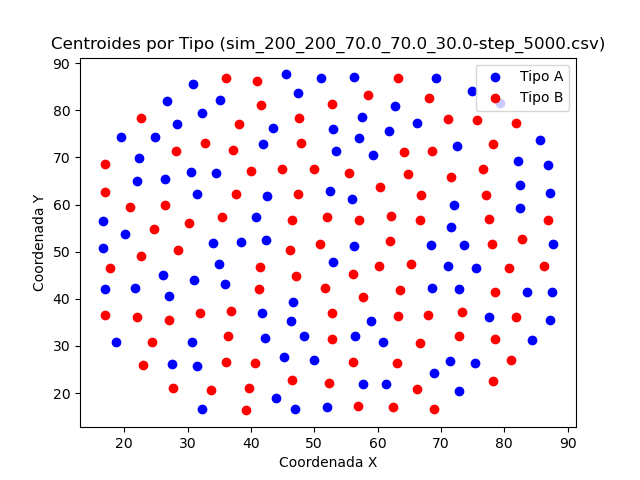 Centroides por Tipo (sim_200_200_70.0_70.0_30.0-step_5000.csv)
Tipo A
Tipo B
90
80
70
60
50
40
30
20
Coordenada Y
20 30 40 50 60 70 80 90
Coordenada X